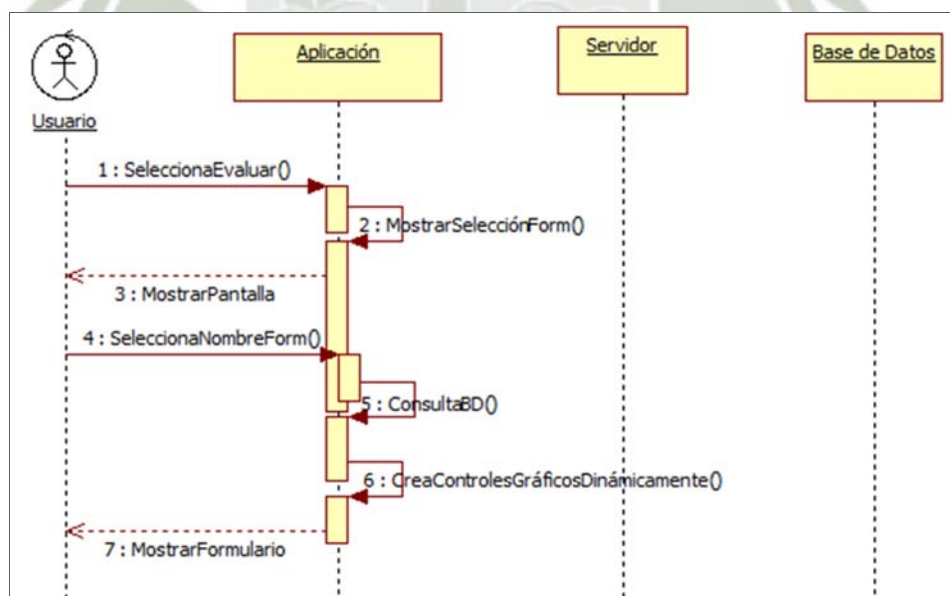 Aplicación
Servidor
Base de Datos
Usuario
1 : SeleccionaEvaluar()
2 : MostrarSelecciónForm()
3 : MostrarPantalla
4 : SeleccionaNombreForm()
5 : ConsultaBD()
6 : CreaControlesGráficosDinámicamente()
7 : MostrarFormulario